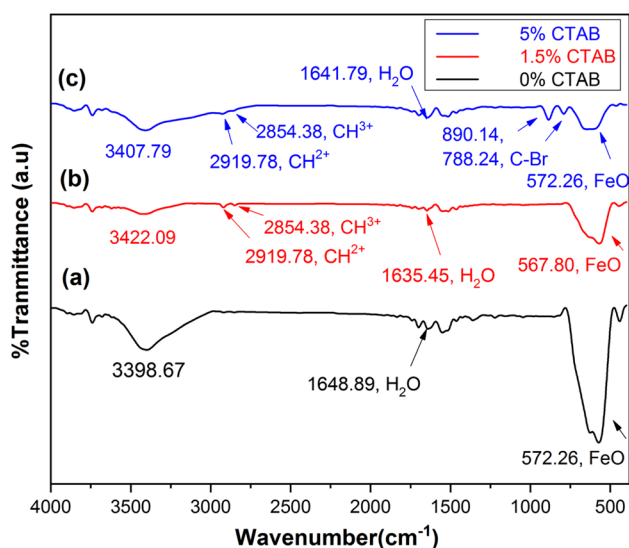 5% CTAB
1.5% CTAB
0% CTAB
(c)
1641.79, H₂O
3407.79
2854.38, CH³⁺
2919.78, CH²⁺
890.14,
788.24, C-Br
572.26, FeO
(b)
3422.09
2854.38, CH³⁺
2919.78, CH²⁺
1635.45, H₂O
567.80, FeO
(a)
3398.67
1648.89, H₂O
572.26, FeO
%Tranmittance (a.u)
4000 3500 3000 2500 2000 1500 1000 500
Wavenumber(cm⁻¹)